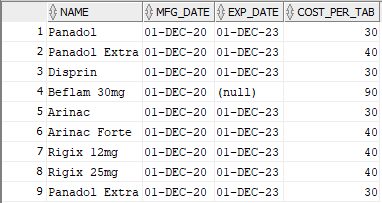 NAME MFG_DATE EXP_DATE COST_PER_TAB
1 Panadol 01-DEC-20 01-DEC-23 30
2 Panadol Extra 01-DEC-20 01-DEC-23 40
3 Disprin 01-DEC-20 01-DEC-23 30
4 Beflam 30mg 01-DEC-20 (null) 90
5 Arinac 01-DEC-20 01-DEC-23 30
6 Arinac Forte 01-DEC-20 01-DEC-23 40
7 Rigix 12mg 01-DEC-20 01-DEC-23 40
8 Rigix 25mg 01-DEC-20 01-DEC-23 40
9 Panadol Extra 01-DEC-20 01-DEC-23 30